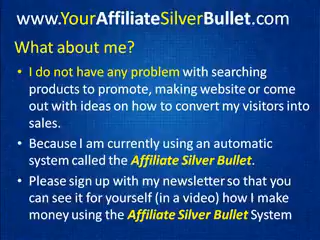 www.YourAffiliateSilverBullet.com
What about me?
• I do not have any problem with searching
products to promote, making website or come
out with ideas on how to convert my visitors into
sales.
• Because I am currently using an automatic
system called the Affiliate Silver Bullet.
• Please sign up with my newsletter so that you
can see it for yourself (in a video) how I make
money using the Affiliate Silver Bullet System